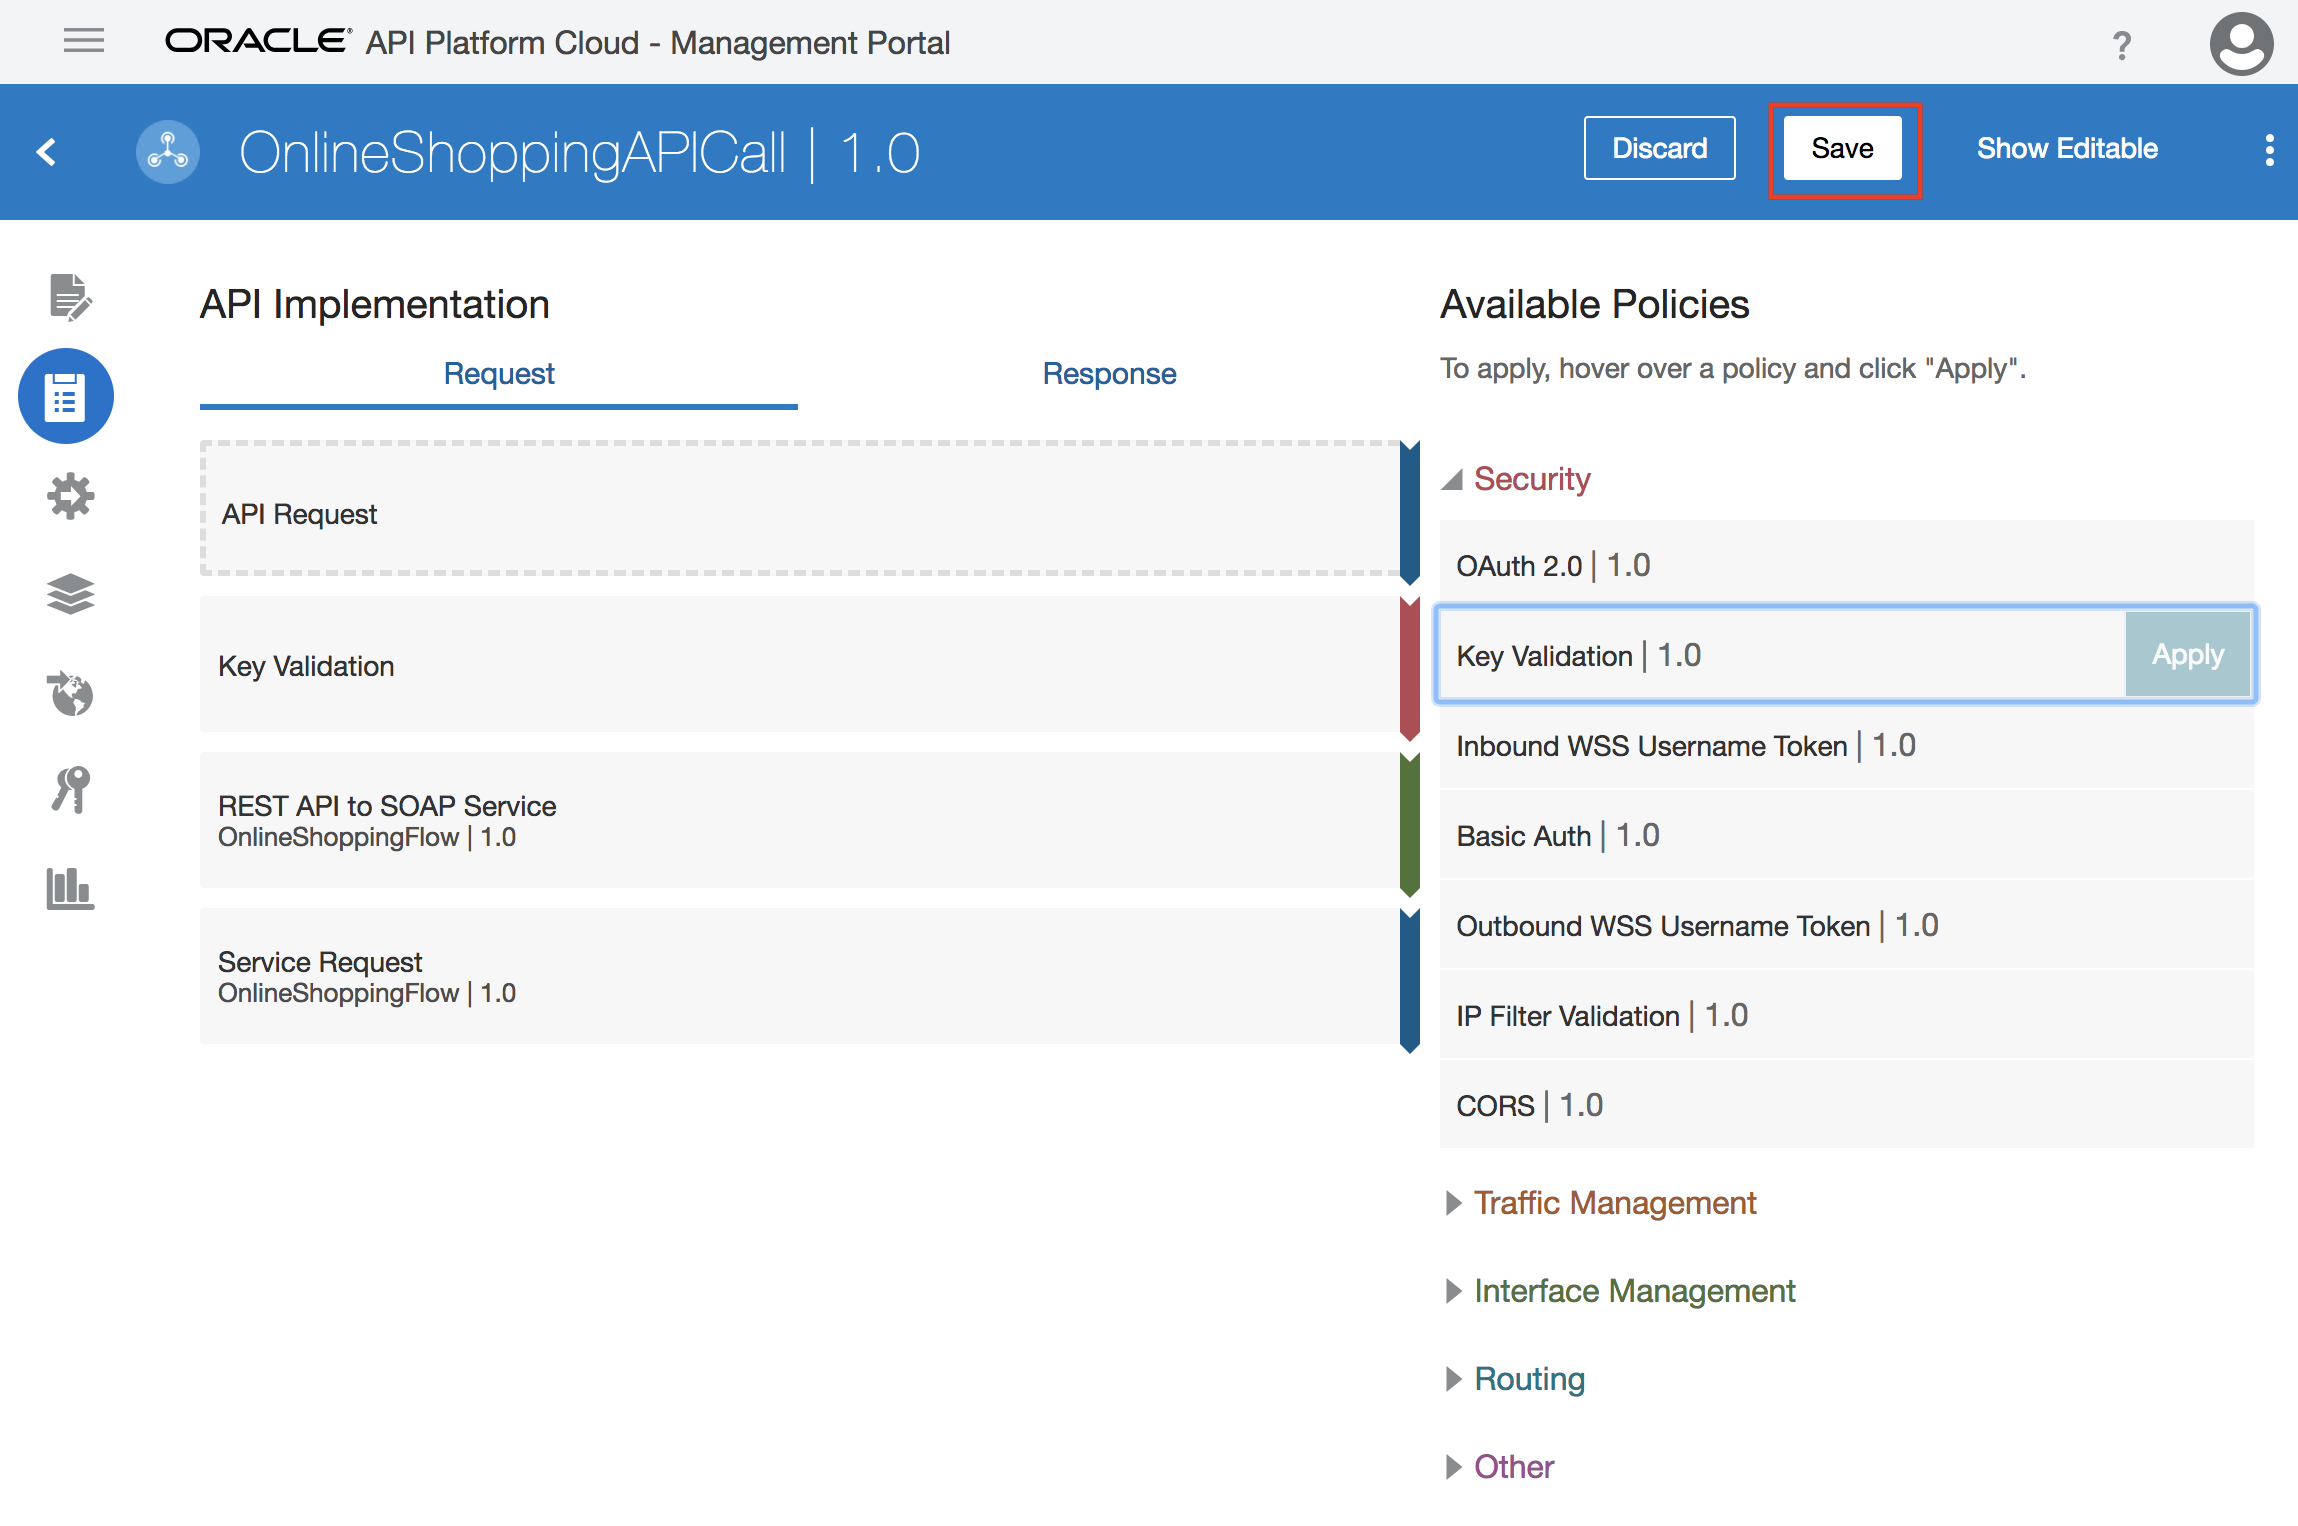 ORACLE® API Platform Cloud - Management Portal
?
OnlineShoppingAPICall | 1.0
Discard
Save
Show Editable
API Implementation
Request
Response
API Request
Key Validation
REST API to SOAP Service
OnlineShoppingFlow | 1.0
Service Request
OnlineShoppingFlow | 1.0
Available Policies
To apply, hover over a policy and click "Apply".
Security
OAuth 2.0 | 1.0
Key Validation | 1.0
Apply
Inbound WSS Username Token | 1.0
Basic Auth | 1.0
Outbound WSS Username Token | 1.0
IP Filter Validation | 1.0
CORS | 1.0
Traffic Management
Interface Management
Routing
Other